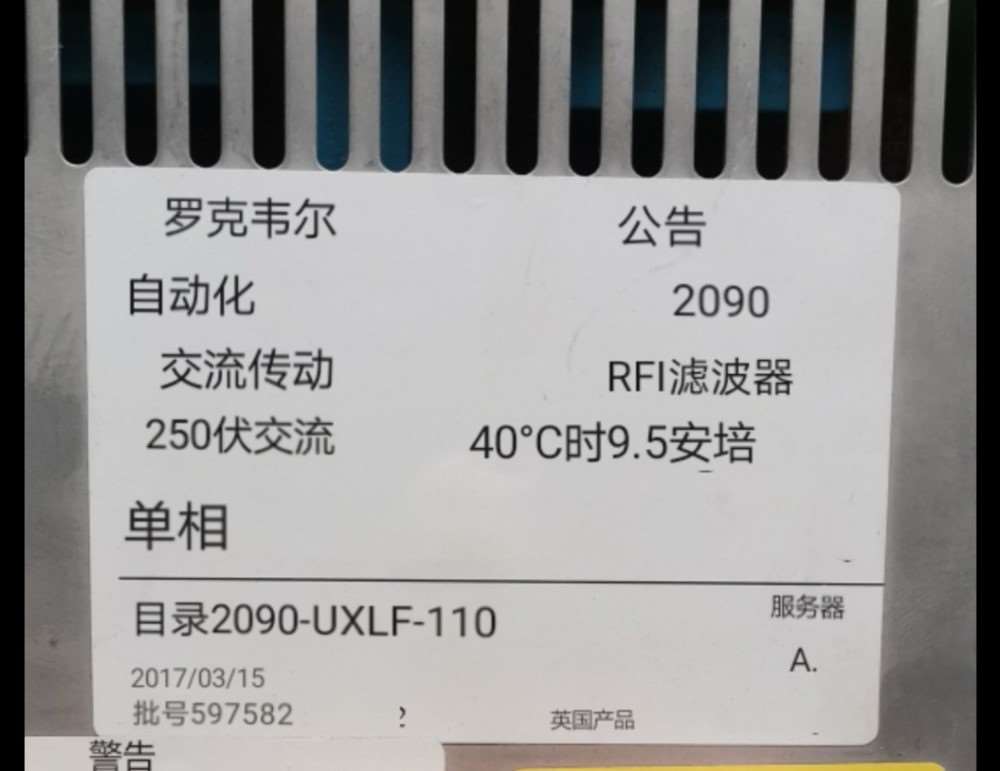 罗克韦尔 公告
自动化 2090
交流传动 RFI滤波器
250伏交流 40°C时9.5安培
单相
目录2090-UXLF-110 服务器
A.
2017/03/15
批号597582 英国产品
警告